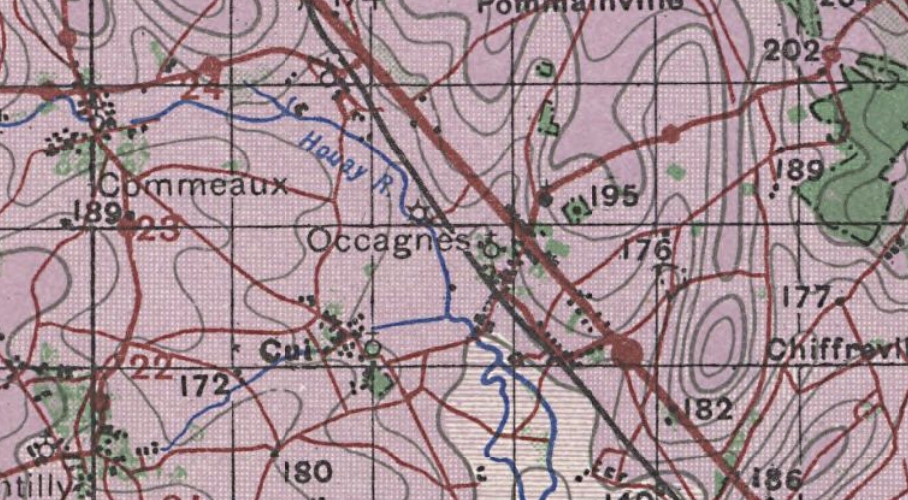 Pommainville
202
24
Houay R.
Commeaux
189
195
189
23
Occagnes
176
177
Cui
Chiffrevil
22
172
182
180
186
ntilly